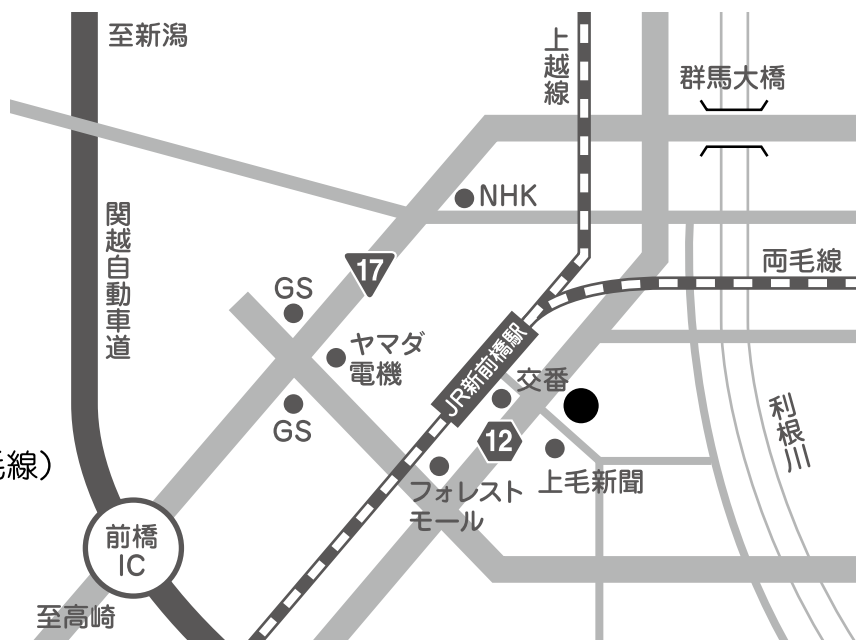 至新潟
上越線
群馬大橋
NHK
17
関越自動車道
両毛線
GS
ヤマダ
電機
JR新前橋駅
交番
GS
12
利根川
毛線）
上毛新聞
フォレスト
モール
前橋
IC
至高崎